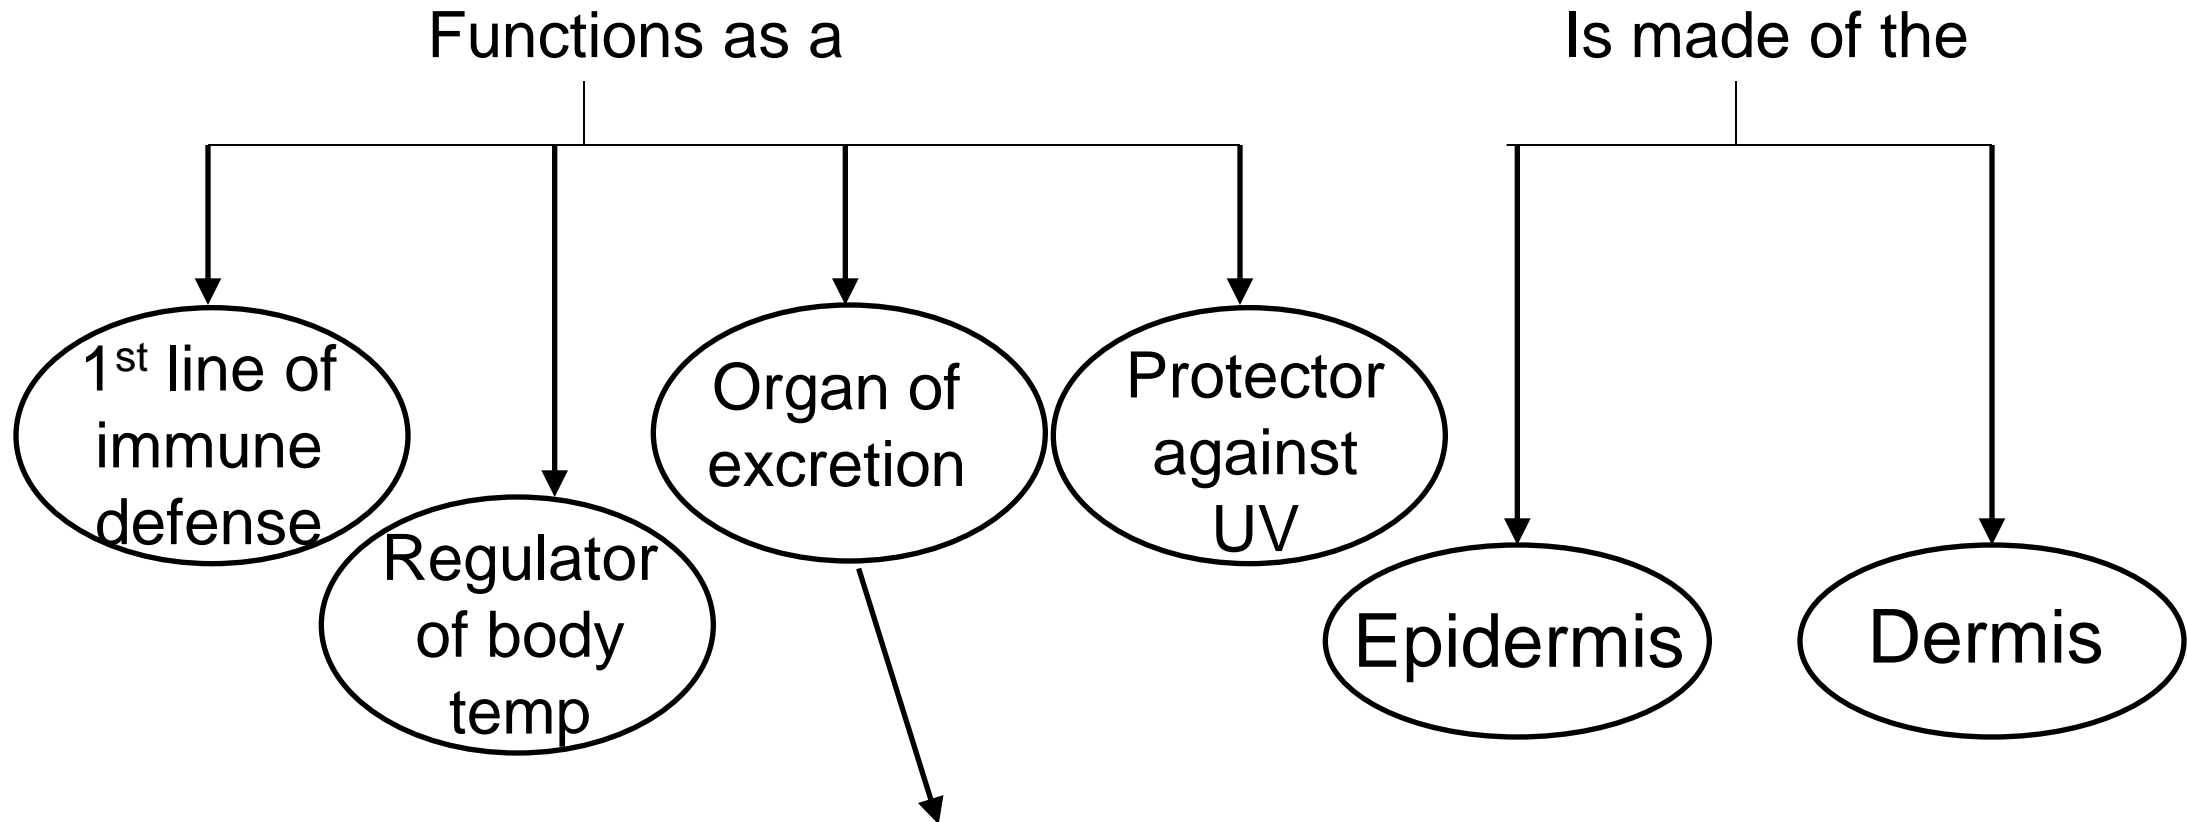 Functions as a
Is made of the
1st line of
immune
defense
Regulator
of body
temp
Organ of
excretion
Protector
against
UV
Epidermis
Dermis